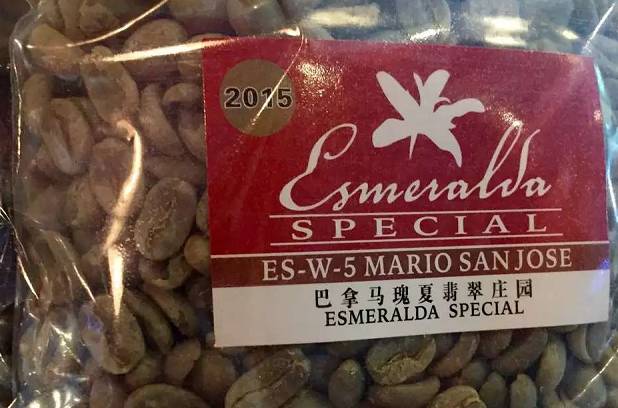 2015
Esmeralda
SPECIAL
ES-W-5 MARIO SAN JOSE
巴拿马瑰夏翡翠庄园
ESMERALDA SPECIAL